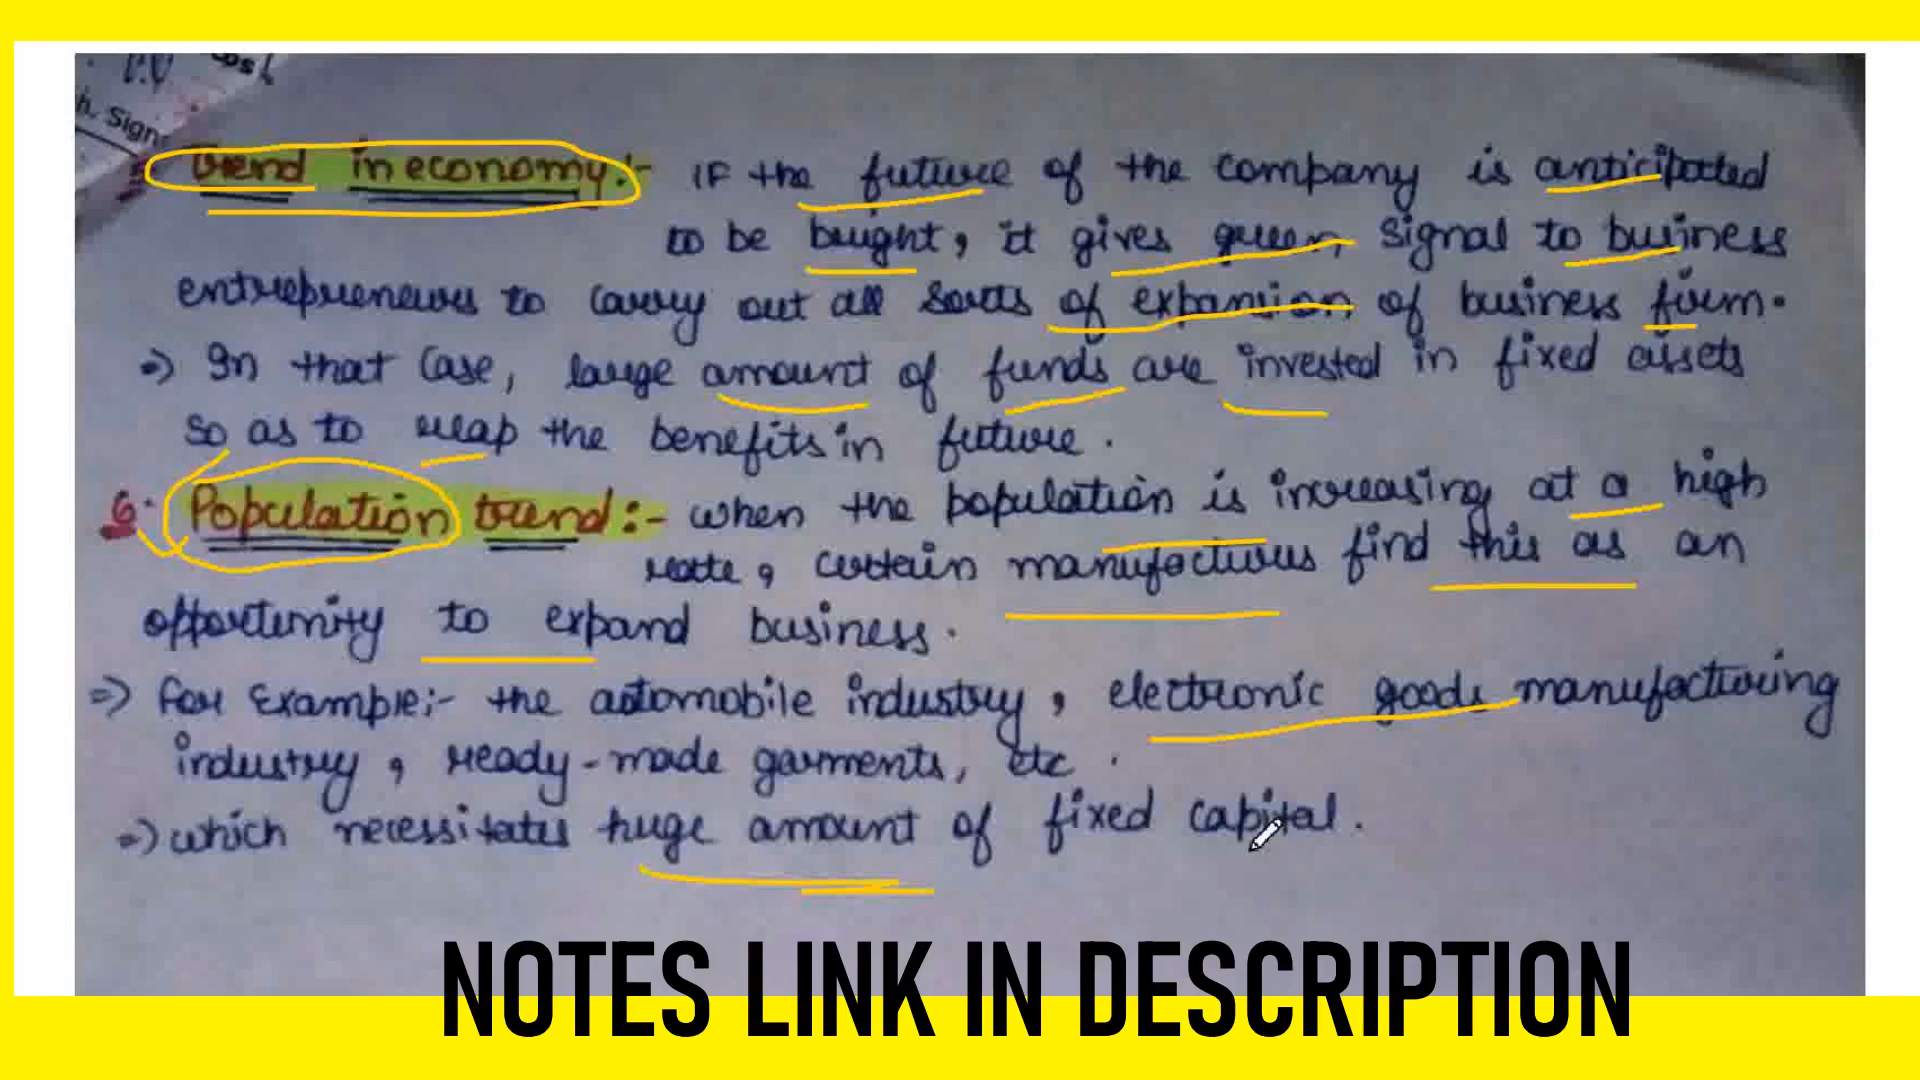 h. Sign
Trend in economy:- IF the future of the company is anticipated
to be bright, it gives green signal to business
entrepreneurs to carry out all sorts of expansion of business firm.
=> In that case, large amount of funds are invested in fixed assets
so as to reap the benefits in future.
6. Population trend:- when the population is increasing at a high
rate, certain manufactures find this as an
opportunity to expand business.
=> For Example:- the automobile industry, electronic goods manufacturing
industry, ready-made garments, etc.
=> which necessitates huge amount of fixed capital.
NOTES LINK IN DESCRIPTION